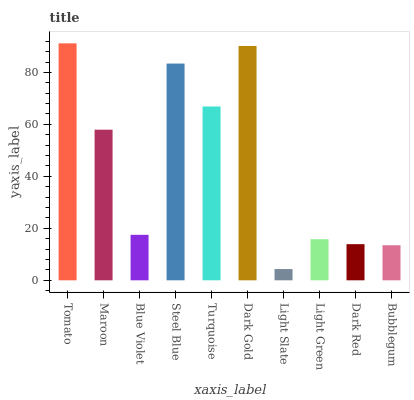 title
yaxis_label
80
60
40
20
0
Tomato
Maroon
Blue Violet
Steel Blue
Turquoise
Dark Gold
Light Slate
Light Green
Dark Red
Bubblegum
xaxis_label